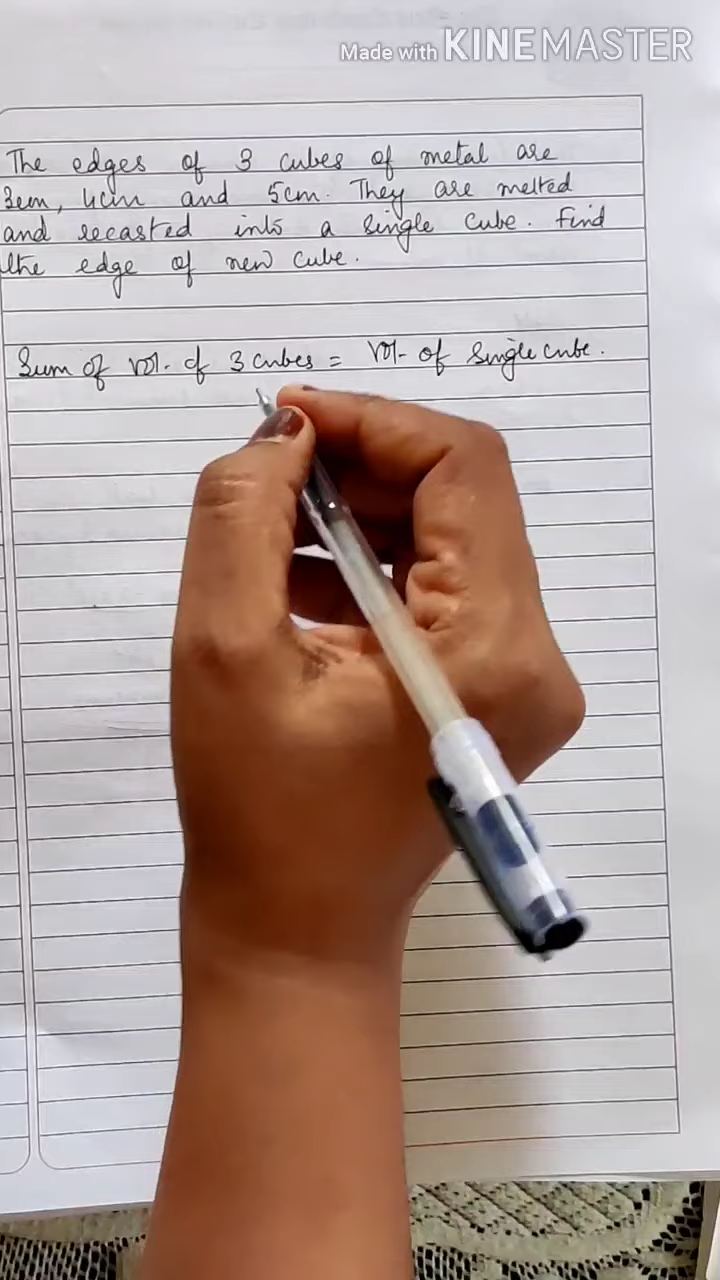 Made with KINEMASTER
The edges of 3 cubes of metal are
3cm, 4cm and 5cm. They are melted
and recasted into a single cube. Find
the edge of new cube.
Sum of vol. of 3 cubes = Vol. of single cube.